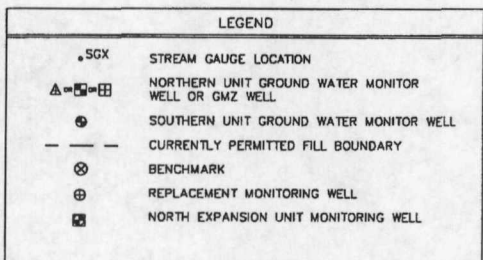 LEGEND
.SGX STREAM GAUGE LOCATION
NORTHERN UNIT GROUND WATER MONITOR
WELL OR GMZ WELL
SOUTHERN UNIT GROUND WATER MONITOR WELL
CURRENTLY PERMITTED FILL BOUNDARY
BENCHMARK
REPLACEMENT MONITORING WELL
NORTH EXPANSION UNIT MONITORING WELL